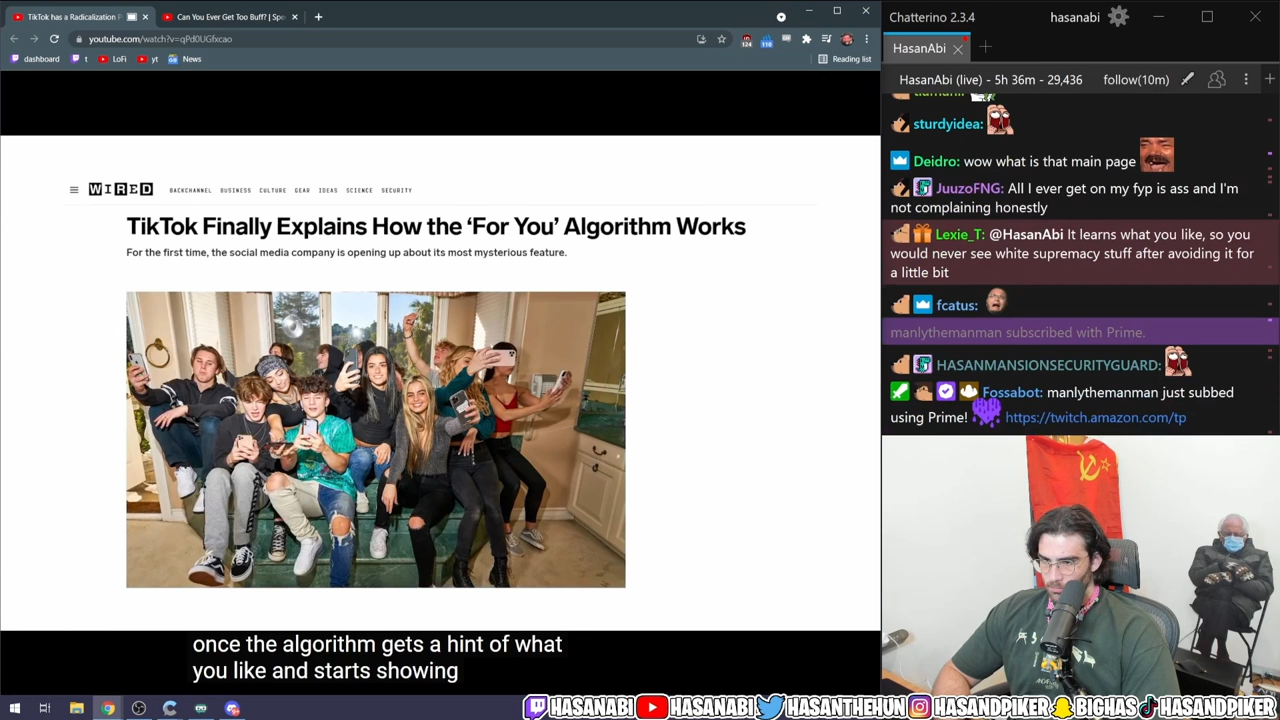 TikTok has a Radicalization P
Can You Ever Get Too Buff? | Spe
youtube.com/watch?v=qPd0UGfxcao
dashboard
t
LoFi
yt
News
Reading list
124
110
WIRED
BACKCHANNEL BUSINESS CULTURE GEAR IDEAS SCIENCE SECURITY
TikTok Finally Explains How the ‘For You’ Algorithm Works
For the first time, the social media company is opening up about its most mysterious feature.
once the algorithm gets a hint of what
you like and starts showing
Chatterino 2.3.4
hasanabi
HasanAbi
HasanAbi (live) - 5h 36m - 29,436
follow(10m)
sturdyidea:
Deidro: wow what is that main page
JuuzoFNG: All I ever get on my fyp is ass and I'm
not complaining honestly
Lexie_T: @HasanAbi It learns what you like, so you
would never see white supremacy stuff after avoiding it for
a little bit
fcatus:
manlythemanman subscribed with Prime.
HASANMANSIONSECURITYGUARD:
Fossabot: manlythemanman just subbed
using Prime! https://twitch.amazon.com/tp
HASANABI HASANABI HASANTHEHUN HASANDPIKER BIGHAS HASANDPIKER